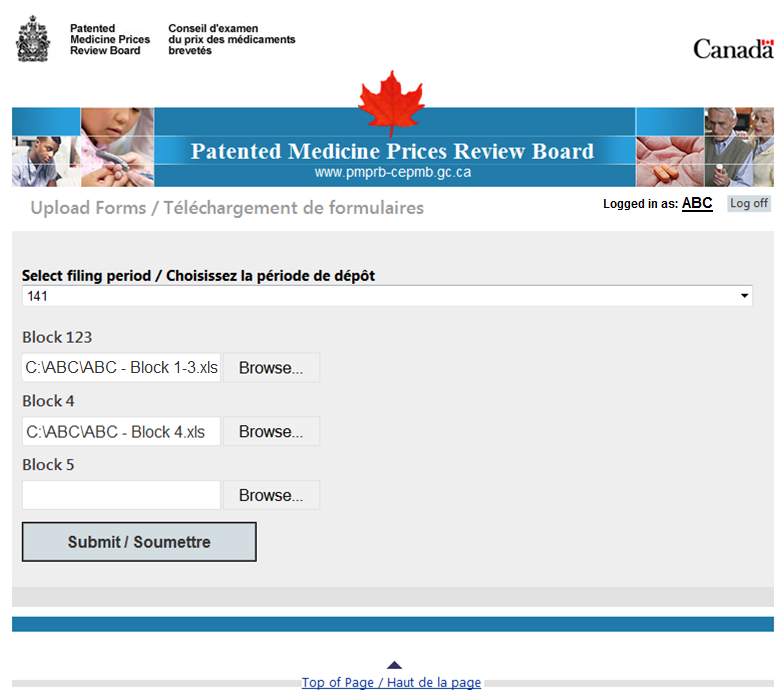 Patented
Medicine Prices
Review Board
Conseil d'examen
du prix des médicaments
brevetés
Canada
Patented Medicine Prices Review Board
www.pmprb-cepmb.gc.ca
Upload Forms / Téléchargement de formulaires
Logged in as: ABC
Log off
Select filing period / Choisissez la période de dépôt
141
Block 123
C:\ABC\ABC - Block 1-3.xls Browse...
Block 4
C:\ABC\ABC - Block 4.xls Browse...
Block 5
Browse...
Submit / Soumettre
Top of Page / Haut de la page